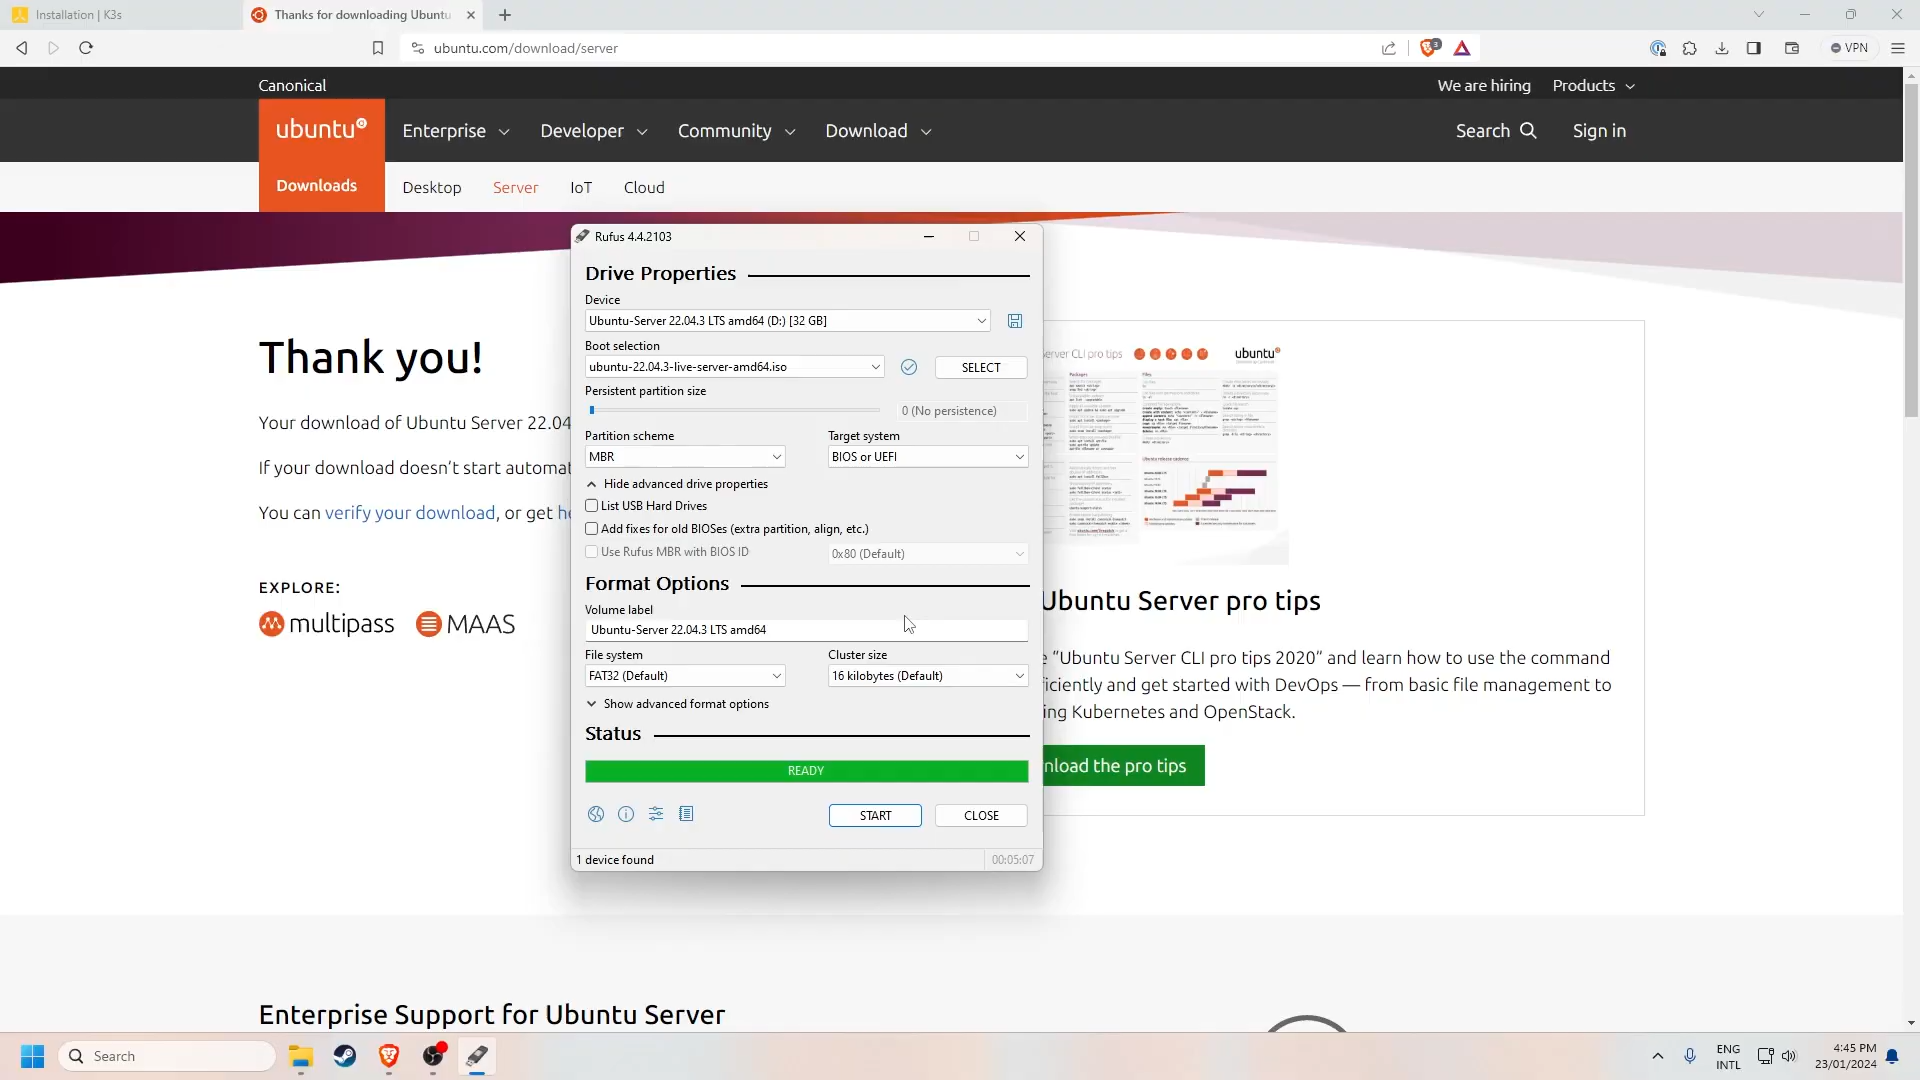 Installation | K3s
Thanks for downloading Ubuntu
ubuntu.com/download/server
3
VPN
Canonical
We are hiring
Products
ubuntu
Enterprise
Developer
Community
Download
Search
Sign in
Downloads
Desktop
Server
IoT
Cloud
Thank you!
Your download of Ubuntu Server 22.04
If your download doesn't start automat
You can verify your download, or get he
EXPLORE:
multipass
MAAS
Rufus 4.4.2103
Drive Properties
Device
Ubuntu-Server 22.04.3 LTS amd64 (D:) [32 GB]
Boot selection
ubuntu-22.04.3-live-server-amd64.iso
SELECT
Persistent partition size
0 (No persistence)
Partition scheme
Target system
MBR
BIOS or UEFI
Hide advanced drive properties
List USB Hard Drives
Add fixes for old BIOSes (extra partition, align, etc.)
Use Rufus MBR with BIOS ID
0x80 (Default)
Format Options
Volume label
Ubuntu-Server 22.04.3 LTS amd64
File system
Cluster size
FAT32 (Default)
16 kilobytes (Default)
Show advanced format options
Status
READY
START
CLOSE
1 device found
00:05:07
erver CLI pro tips
ubuntu
Ubuntu Server pro tips
e “Ubuntu Server CLI pro tips 2020” and learn how to use the command
ficiently and get started with DevOps — from basic file management to
ing Kubernetes and OpenStack.
nload the pro tips
Enterprise Support for Ubuntu Server
Search
ENG
INTL
4:45 PM
23/01/2024